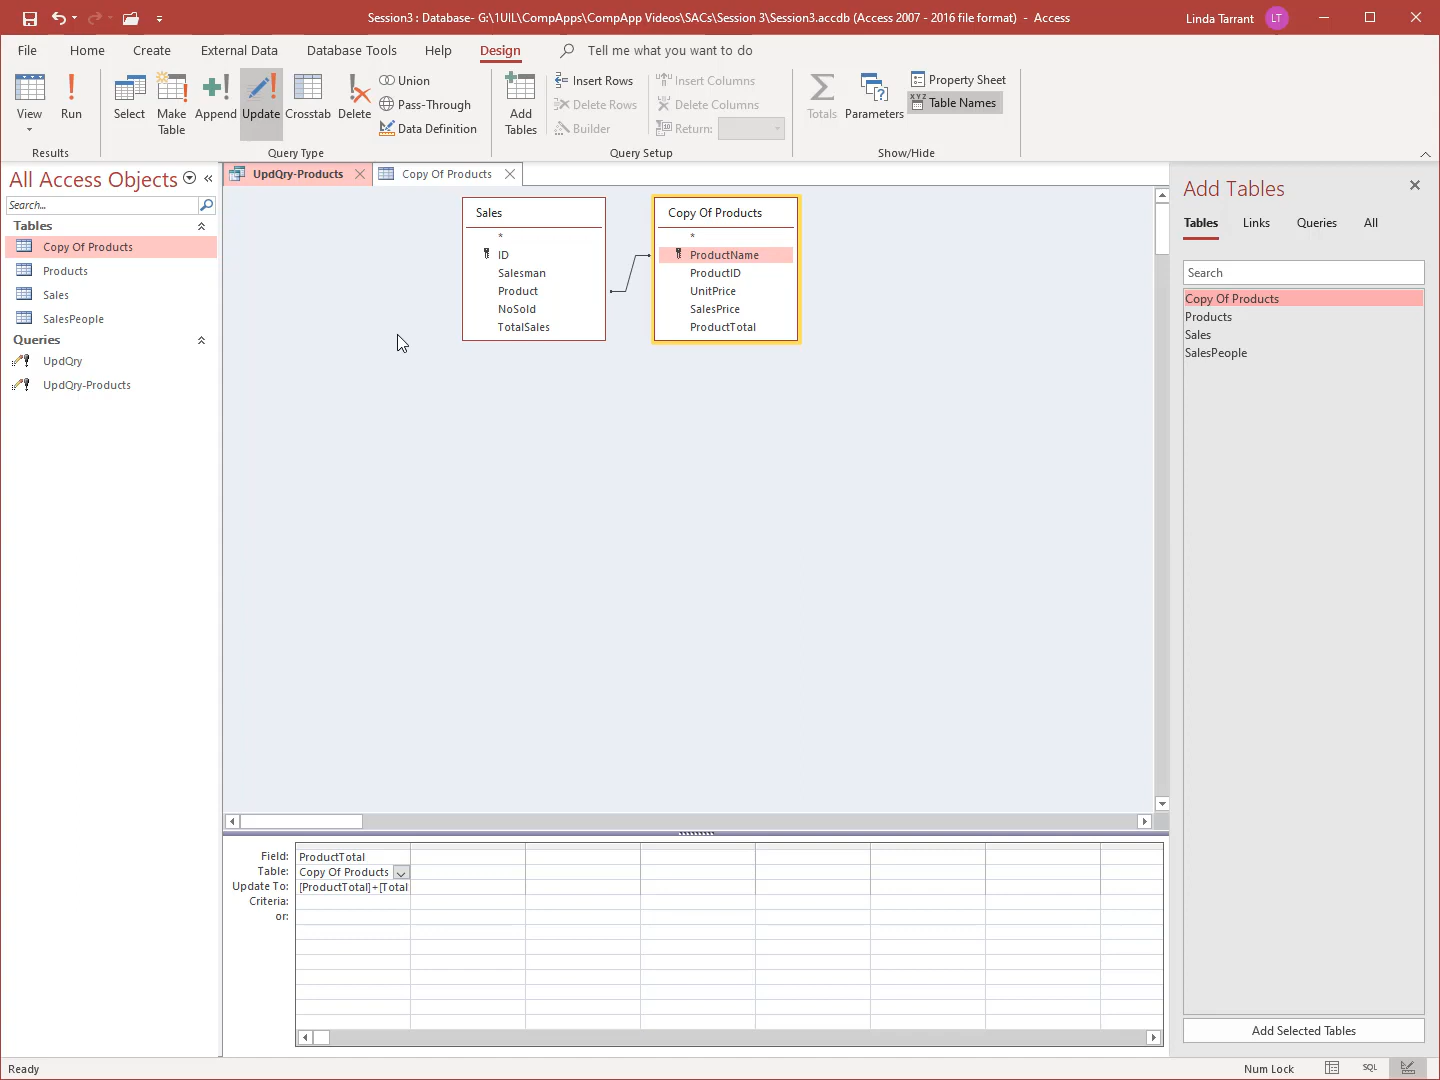 Session3 : Database- G:\1UIL\CompApps\CompApp Videos\SACs\Session 3\Session3.accdb (Access 2007 - 2016 file format) - Access
Linda Tarrant
LT
File Home Create External Data Database Tools Help Design Tell me what you want to do
View
Run
Results
Select
Make Table
Append
Update
Crosstab
Delete
Union
Pass-Through
Data Definition
Query Type
Add Tables
Insert Rows
Delete Rows
Builder
Insert Columns
Delete Columns
Return:
Query Setup
Totals
Parameters
Property Sheet
Table Names
Show/Hide
All Access Objects
Search...
Tables
Copy Of Products
Products
Sales
SalesPeople
Queries
UpdQry
UpdQry-Products
UpdQry-Products
Copy Of Products
Sales
*
ID
Salesman
Product
NoSold
TotalSales
Copy Of Products
*
ProductName
ProductID
UnitPrice
SalesPrice
ProductTotal
Field: ProductTotal
Table: Copy Of Products
Update To: [ProductTotal]+[Total
Criteria:
or:
Add Tables
Tables Links Queries All
Search
Copy Of Products
Products
Sales
SalesPeople
Add Selected Tables
Ready
Num Lock
SQL